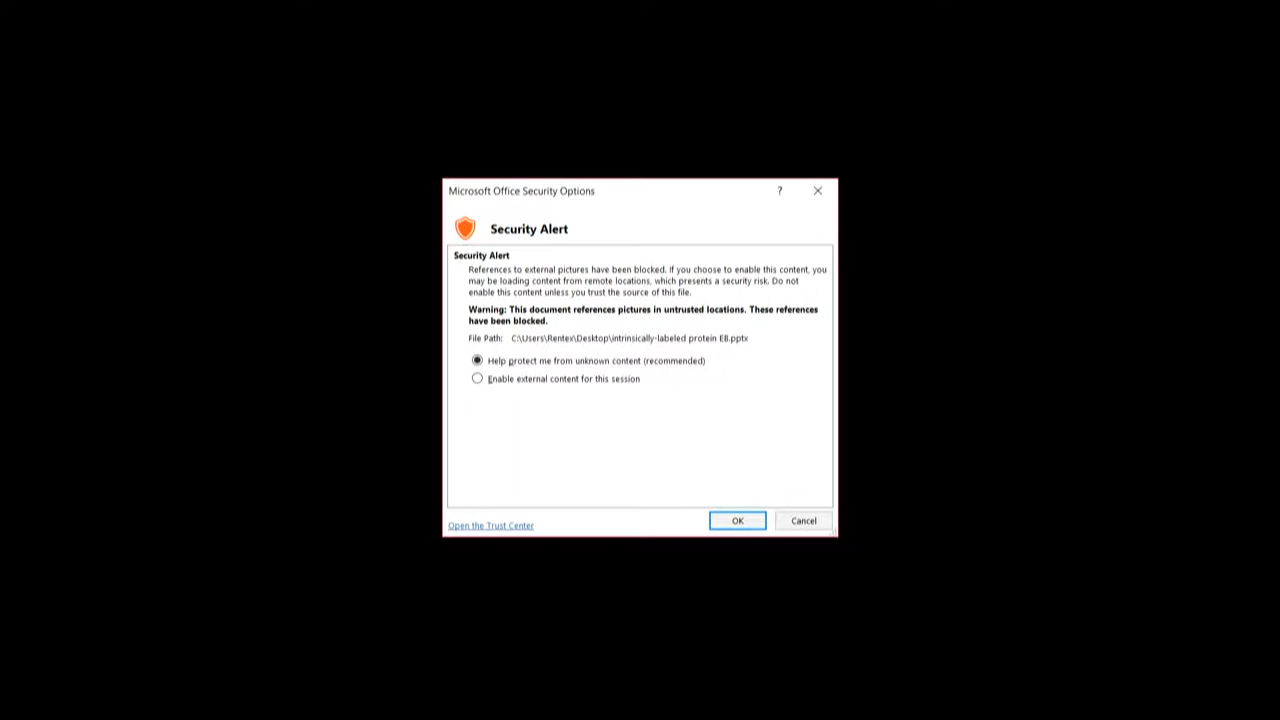 Microsoft Office Security Options
?
Security Alert
Security Alert
References to external pictures have been blocked. If you choose to enable this content, you
may be loading content from remote locations, which presents a security risk. Do not
enable this content unless you trust the source of this file.
Warning: This document references pictures in untrusted locations. These references
have been blocked.
File Path: C:\Users\Rentex\Desktop\intrinsically-labeled protein EB.pptx
Help protect me from unknown content (recommended)
Enable external content for this session
Open the Trust Center
OK
Cancel